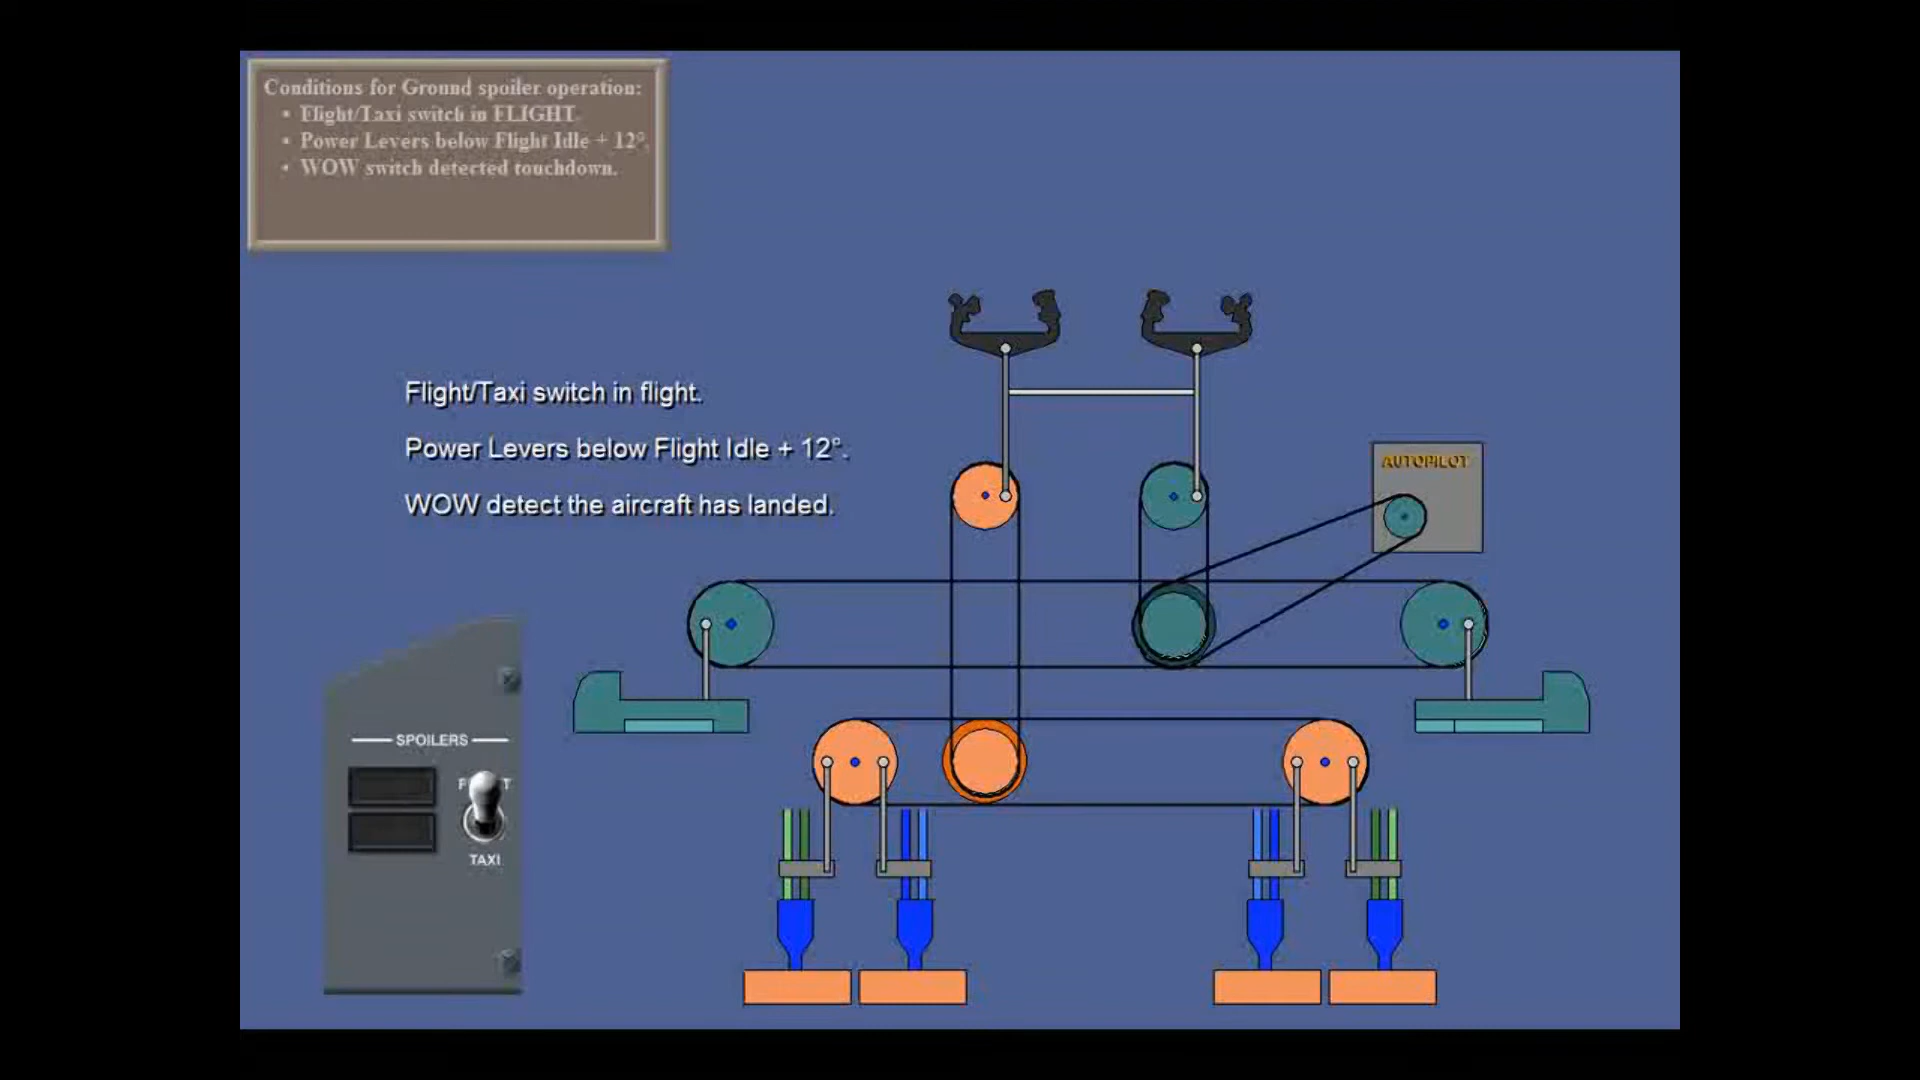 Conditions for Ground spoiler operation:
• Flight/Taxi switch in FLIGHT.
• Power Levers below Flight Idle + 12°.
• WOW switch detected touchdown.
Flight/Taxi switch in flight.
Power Levers below Flight Idle + 12°.
WOW detect the aircraft has landed.
AUTOPILOT
SPOILERS
TAXI